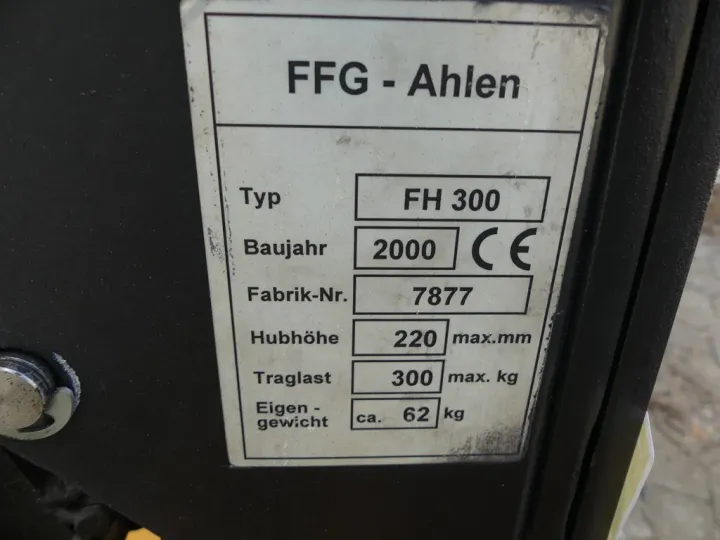 FFG - Ahlen
Typ FH 300
Baujahr 2000 CE
Fabrik-Nr. 7877
Hubhöhe 220 max.mm
Traglast 300 max. kg
Eigen -
gewicht ca. 62 kg